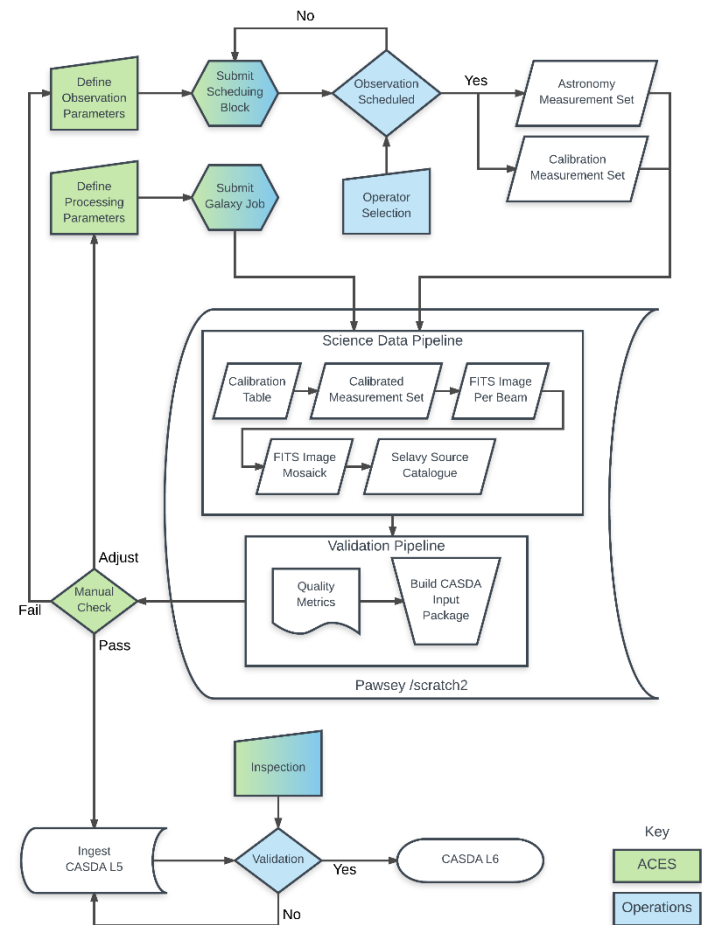 No
Define
Observation
Parameters
Submit
Scheduing
Block
Observation
Scheduled
Yes
Astronomy
Measurement Set
Calibration
Measurement Set
Define
Processing
Parameters
Submit
Galaxy Job
Operator
Selection
Science Data Pipeline
Calibration
Table
Calibrated
Measurement Set
FITS Image
Per Beam
FITS Image
Mosaick
Selavy Source
Catalogue
Validation Pipeline
Quality
Metrics
Build CASDA
Input
Package
Adjust
Manual
Check
Fail
Pass
Pawsey /scratch2
Inspection
Ingest
CASDA L5
Validation
Yes
CASDA L6
No
Key
ACES
Operations